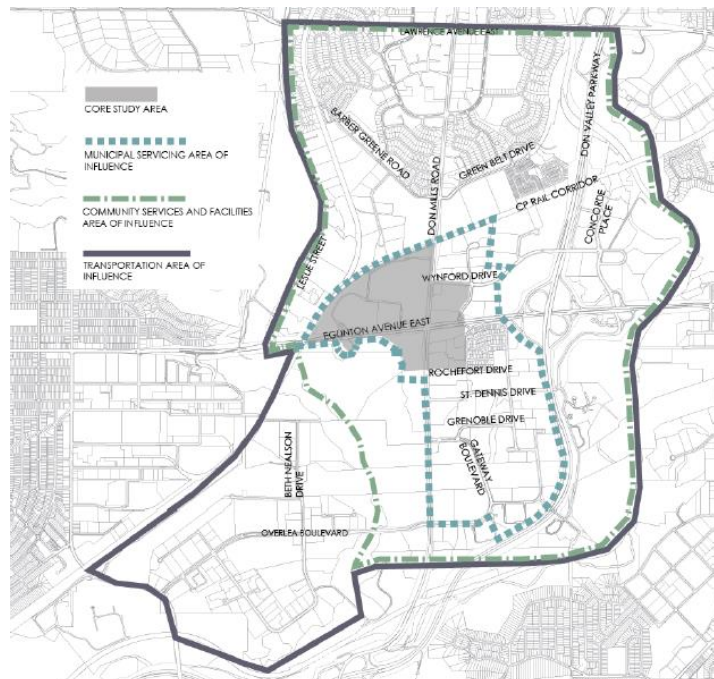 LAWRENCE AVENUE EAST
CORE STUDY AREA
MUNICIPAL SERVICING AREA OF
INFLUENCE
COMMUNITY SERVICES AND FACILITIES
AREA OF INFLUENCE
TRANSPORTATION AREA OF
INFLUENCE
BARBER GREENE ROAD
DON MILLS ROAD
GREEN BELT DRIVE
DON VALLEY PARKWAY
CP RAIL CORRIDOR
CONCORDE
PLACE
LESLIE STREET
WYNFORD DRIVE
EGLINTON AVENUE EAST
ROCHEFORT DRIVE
ST. DENNIS DRIVE
GRENOBLE DRIVE
GATEWAY
BOULEVARD
BETH NEALSON
DRIVE
OVERLEA BOULEVARD